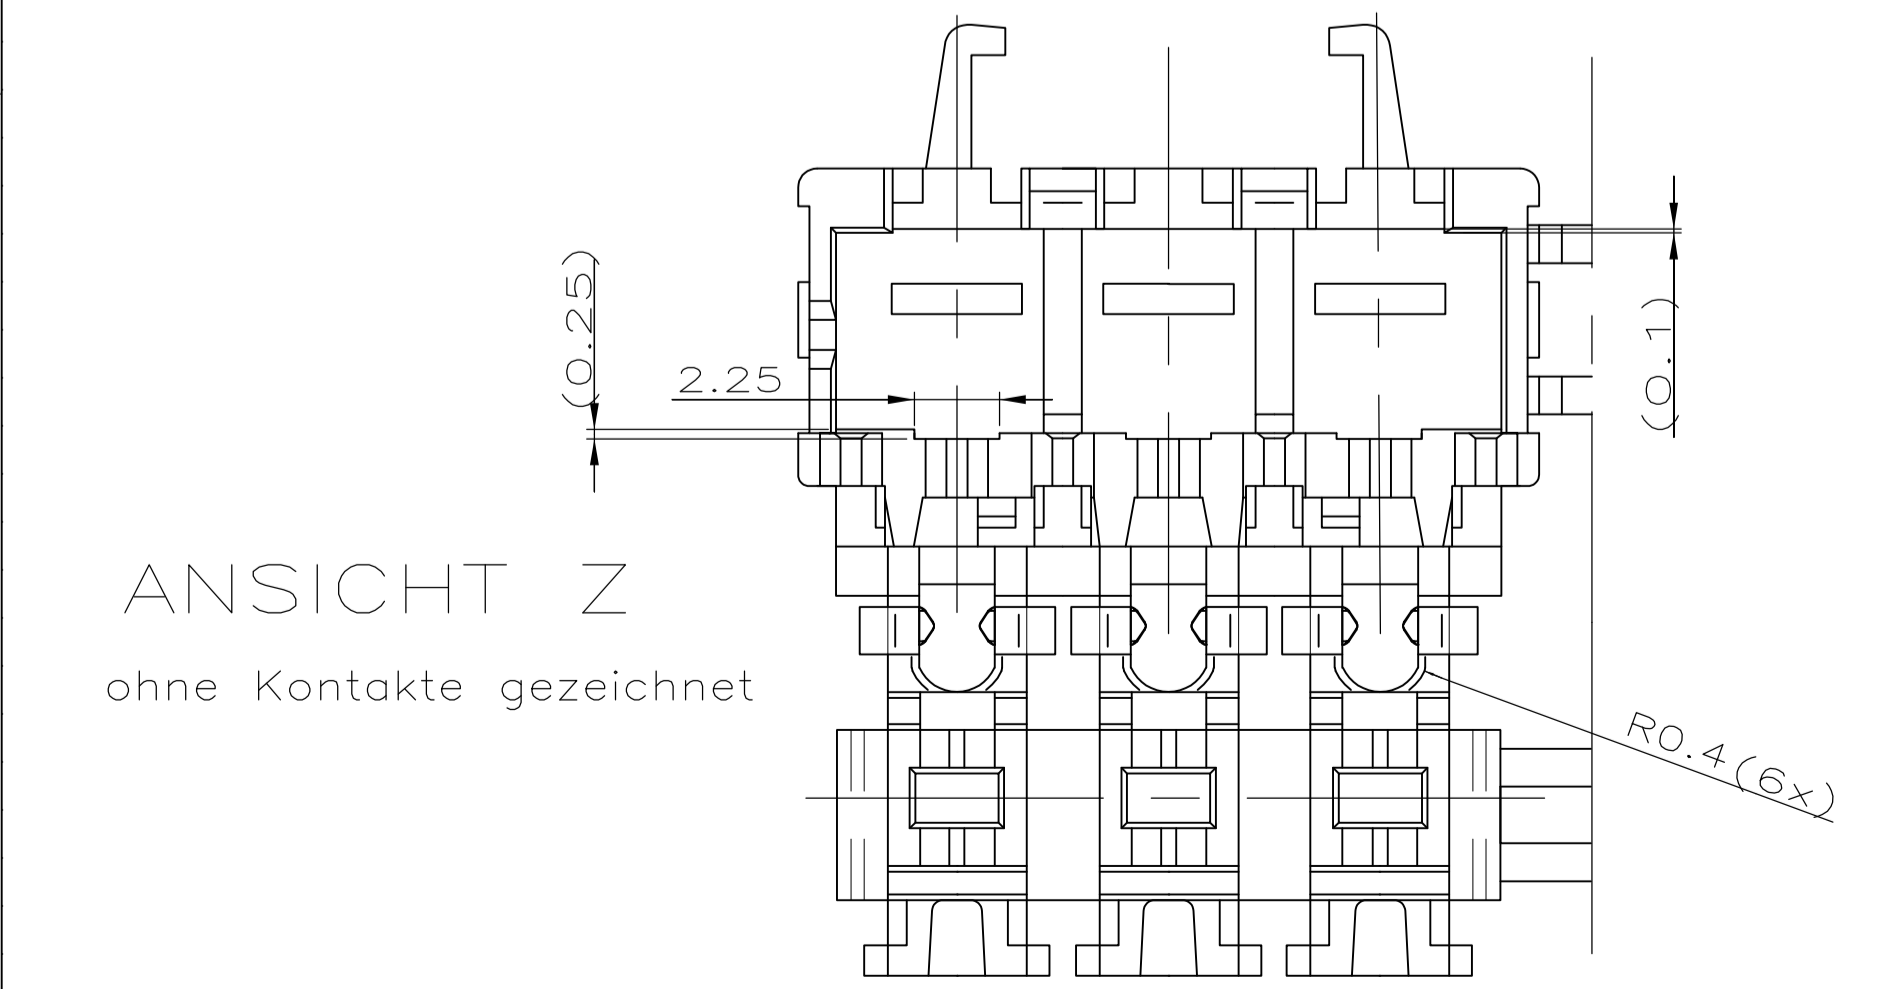 (0.25)
2.25
(0.1)
ANSICHT Z
ohne Kontakte gezeichnet
R0.4(6x)